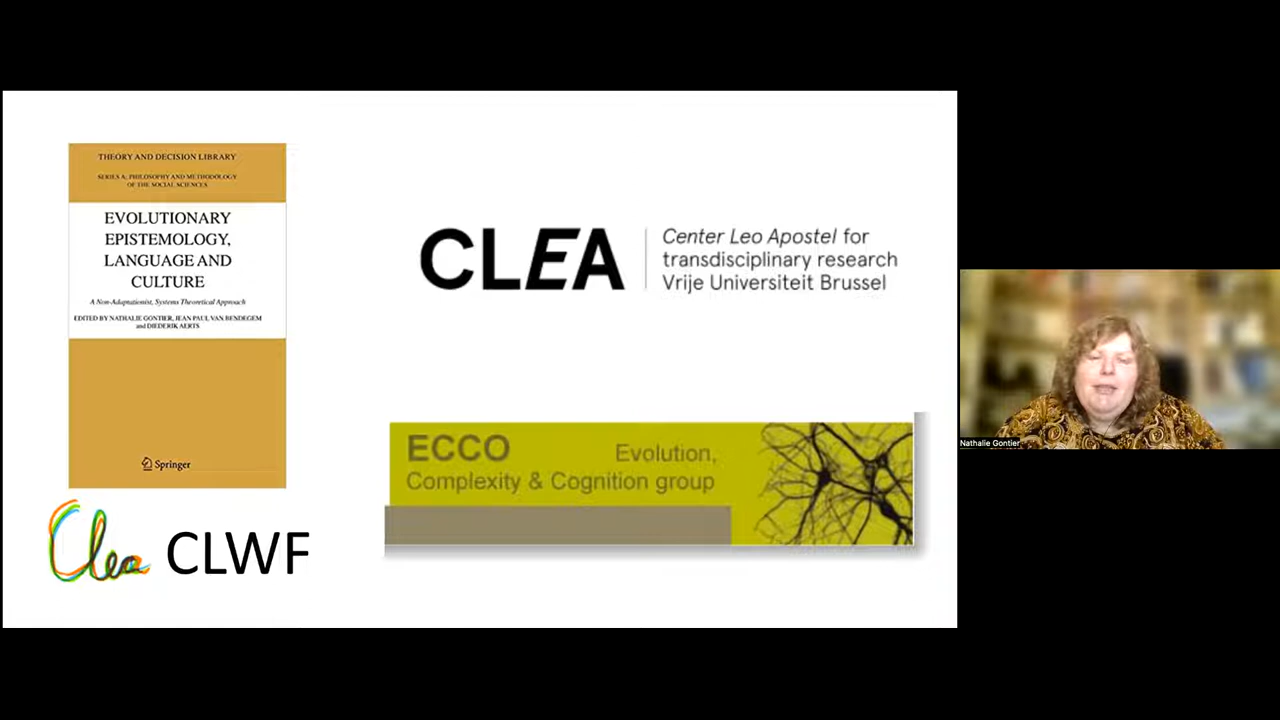 THEORY AND DECISION LIBRARY
SERIES A: PHILOSOPHY AND METHODOLOGY
OF THE SOCIAL SCIENCES
EVOLUTIONARY
EPISTEMOLOGY,
LANGUAGE AND
CULTURE
A Non-Adaptationist, Systems Theoretical Approach
EDITED BY NATHALIE GONTIER, JEAN PAUL VAN BENDEGEM
and DIEDERIK AERTS
Springer
Clea CLWF
CLEA
Center Leo Apostel for
transdisciplinary research
Vrije Universiteit Brussel
ECCO Evolution,
Complexity & Cognition group
Nathalie Gontier